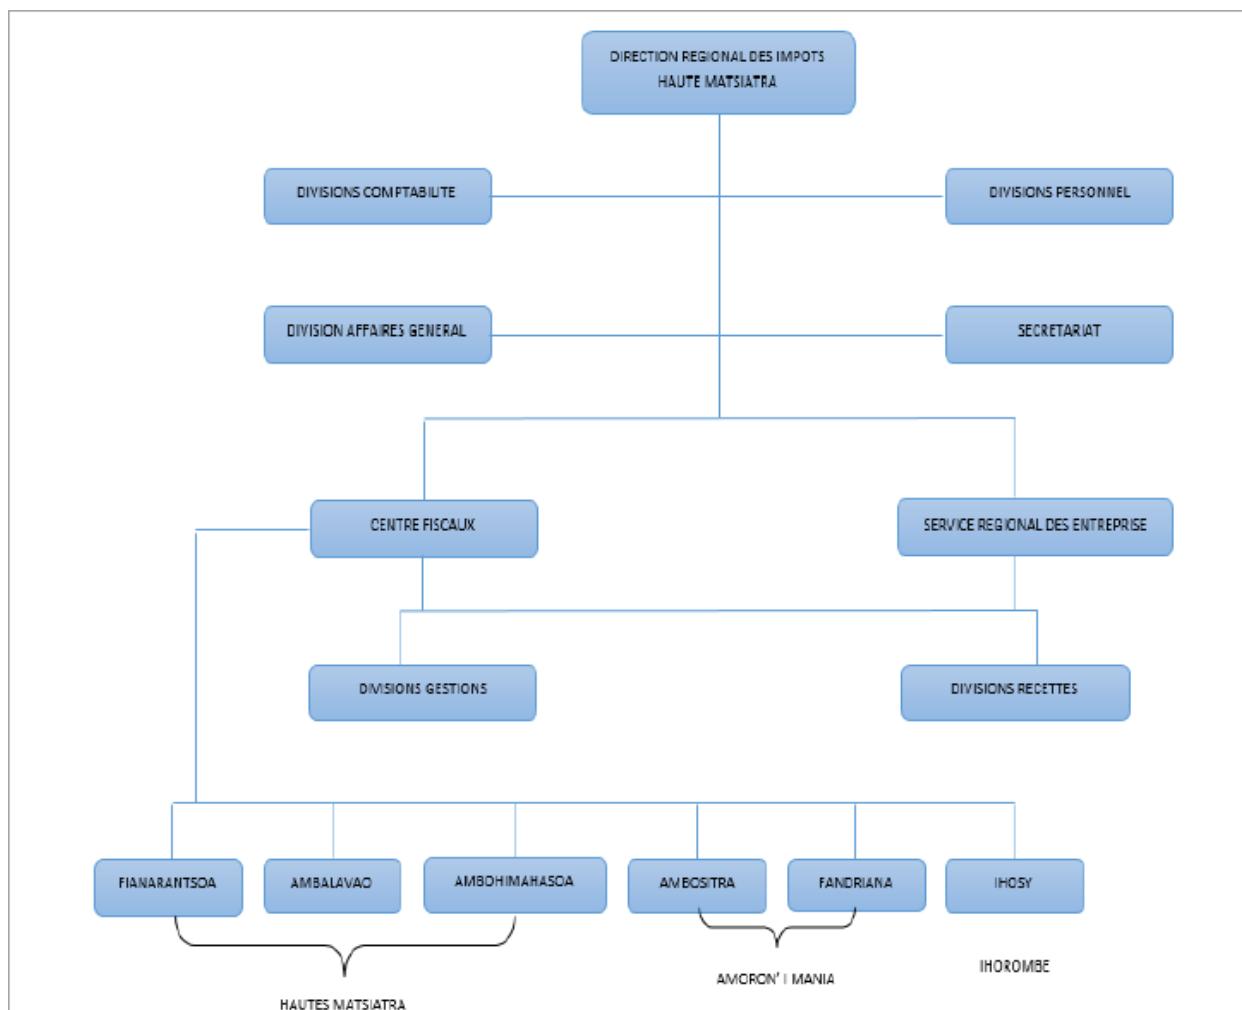 DIRECTION REGIONAL DES IMPOTS
HAUTE MATSIATRA
DIVISIONS COMPTABILITE
DIVISIONS PERSONNEL
DIVISION AFFAIRES GENERAL
SECRETARIAT
CENTRE FISCAUX
SERVICE REGIONAL DES ENTREPRISE
DIVISIONS GESTIONS
DIVISIONS RECETTES
FIANARANTSOA
AMBALAVAO
AMBOHIMAHASOA
AMBOSITRA
FANDRIANA
IHOSY
HAUTES MATSIATRA
AMORON' I MANIA
IHOROMBE